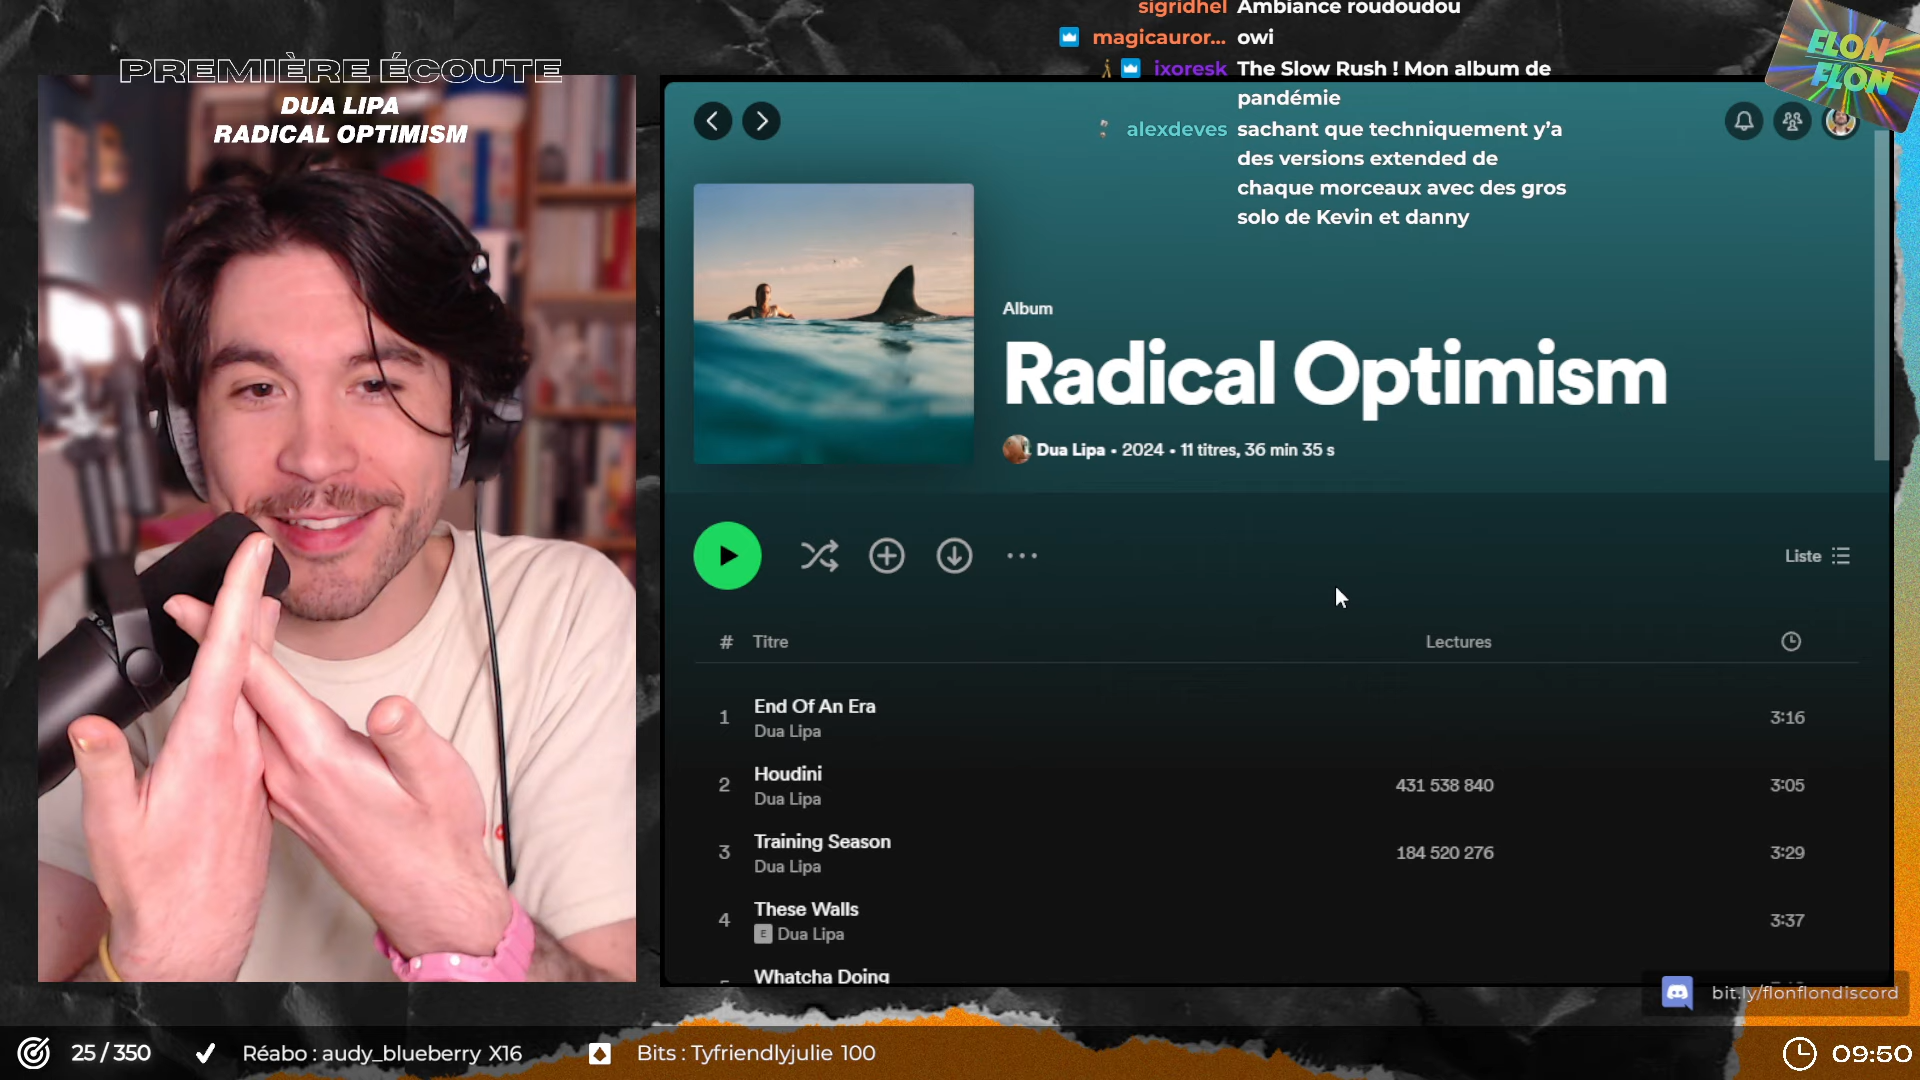 PREMIÈRE ÉCOUTE
DUA LIPA
RADICAL OPTIMISM
sigridhel Ambiance roudoudou
magicauror... owi
ixoresk The Slow Rush ! Mon album de
pandémie
alexdeves sachant que techniquement y'a
des versions extended de
chaque morceaux avec des gros
solo de Kevin et danny
FLON
FLON
Album
Radical Optimism
Dua Lipa • 2024 • 11 titres, 36 min 35 s
Liste
# Titre Lectures
1 End Of An Era 3:16
Dua Lipa
2 Houdini 431 538 840 3:05
Dua Lipa
3 Training Season 184 520 276 3:29
Dua Lipa
4 These Walls 3:37
E Dua Lipa
Whatcha Doing
bit.ly/flonflondiscord
25 / 350 Réabo : audy_blueberry X16 Bits : Tyfriendlyjulie 100 09:50